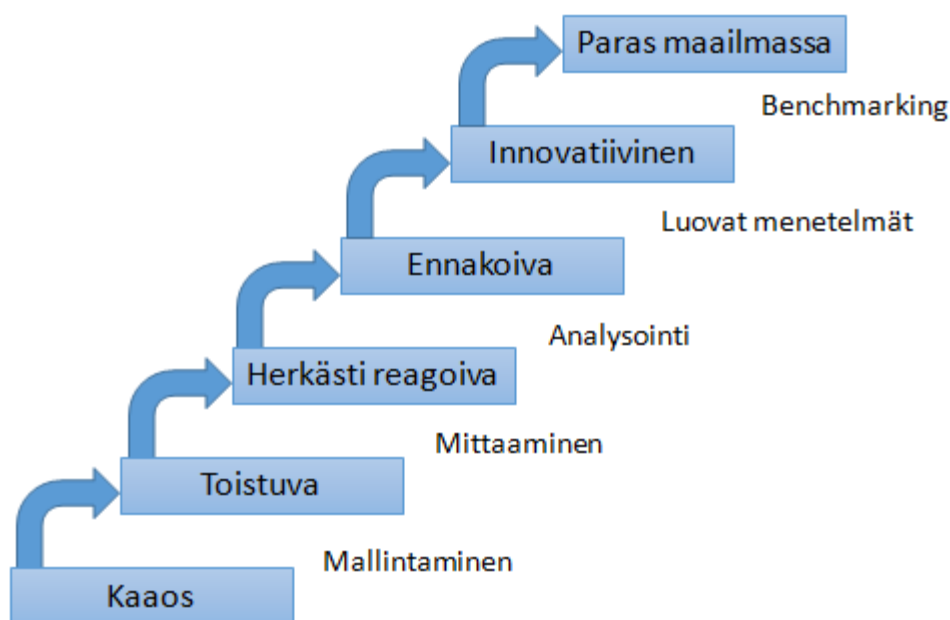 Paras maailmassa
Benchmarking
Innovatiivinen
Luovat menetelmät
Ennakoiva
Analysointi
Herkästi reagoiva
Mittaaminen
Toistuva
Mallintaminen
Kaaos